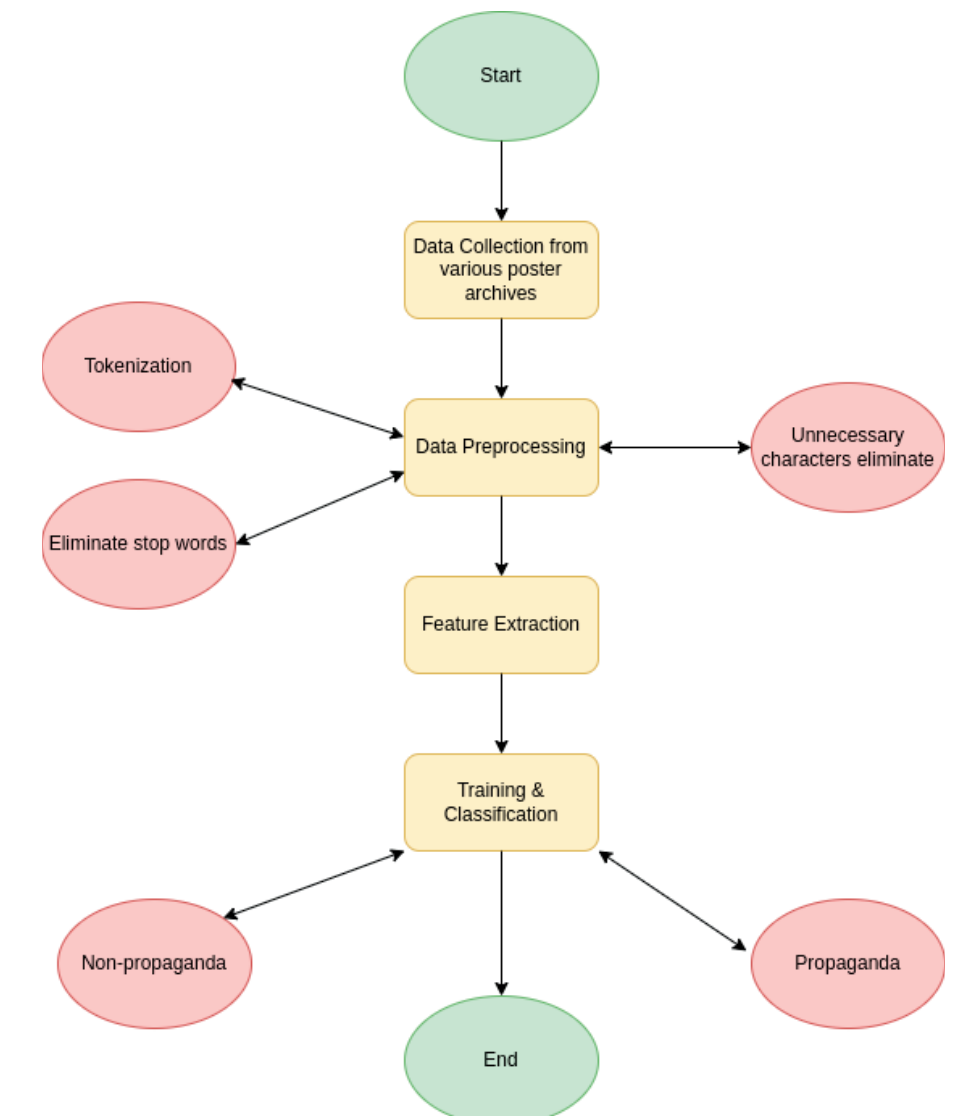 Start
Data Collection from
various poster
archives
Tokenization
Data Preprocessing
Unnecessary
characters eliminate
Eliminate stop words
Feature Extraction
Training &
Classification
Non-propaganda
Propaganda
End